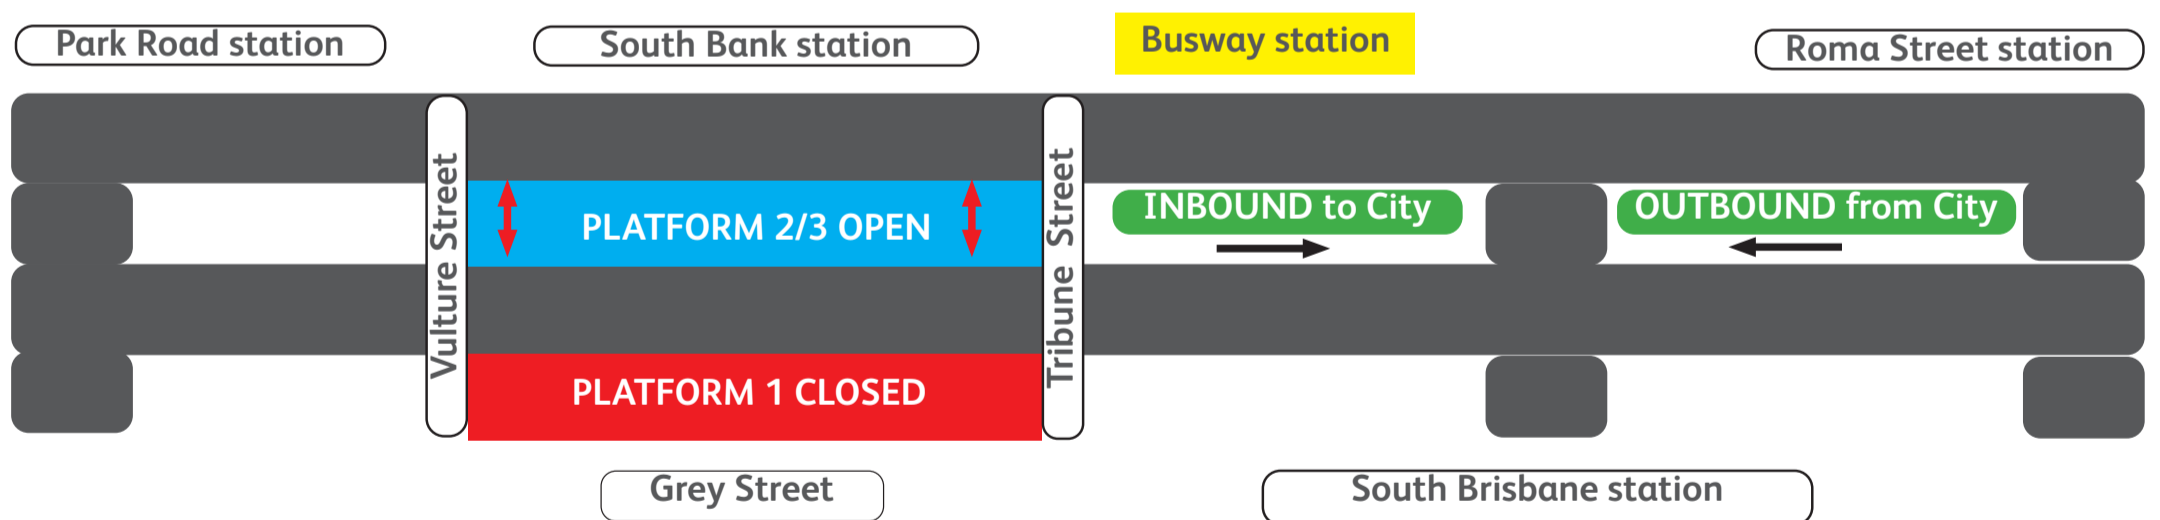 Park Road station
South Bank station
Busway station
Roma Street station
Vulture Street
PLATFORM 2/3 OPEN
Tribune Street
INBOUND to City
OUTBOUND from City
PLATFORM 1 CLOSED
Grey Street
South Brisbane station